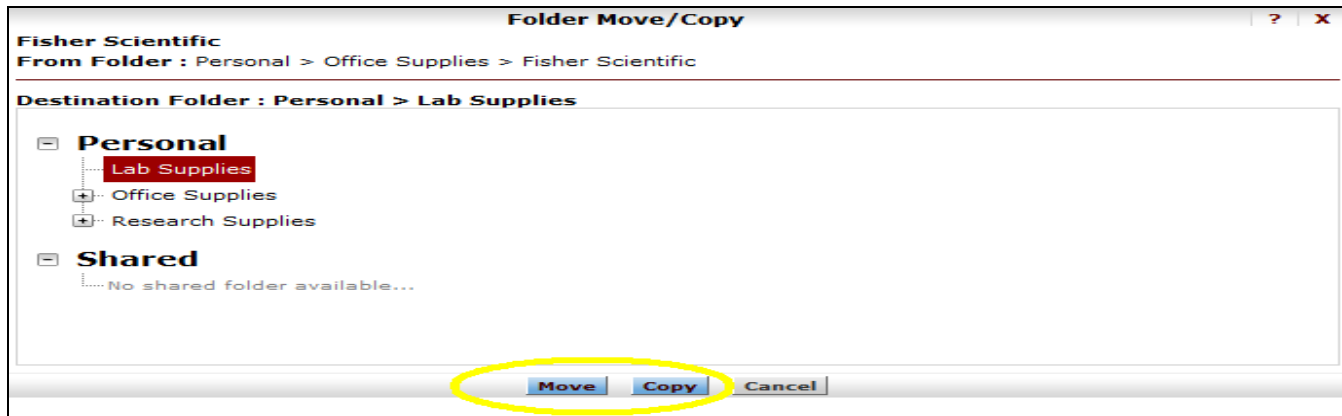 Folder Move/Copy ? X
Fisher Scientific
From Folder : Personal > Office Supplies > Fisher Scientific
Destination Folder : Personal > Lab Supplies
Personal
Lab Supplies
Office Supplies
Research Supplies
Shared
No shared folder available...
Move Copy Cancel